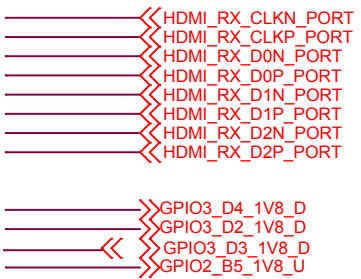 HDMI_RX_CLKN_PORT
HDMI_RX_CLKP_PORT
HDMI_RX_D0N_PORT
HDMI_RX_D0P_PORT
HDMI_RX_D1N_PORT
HDMI_RX_D1P_PORT
HDMI_RX_D2N_PORT
HDMI_RX_D2P_PORT
GPIO3_D4_1V8_D
GPIO3_D2_1V8_D
GPIO3_D3_1V8_D
GPIO2_B5_1V8_U